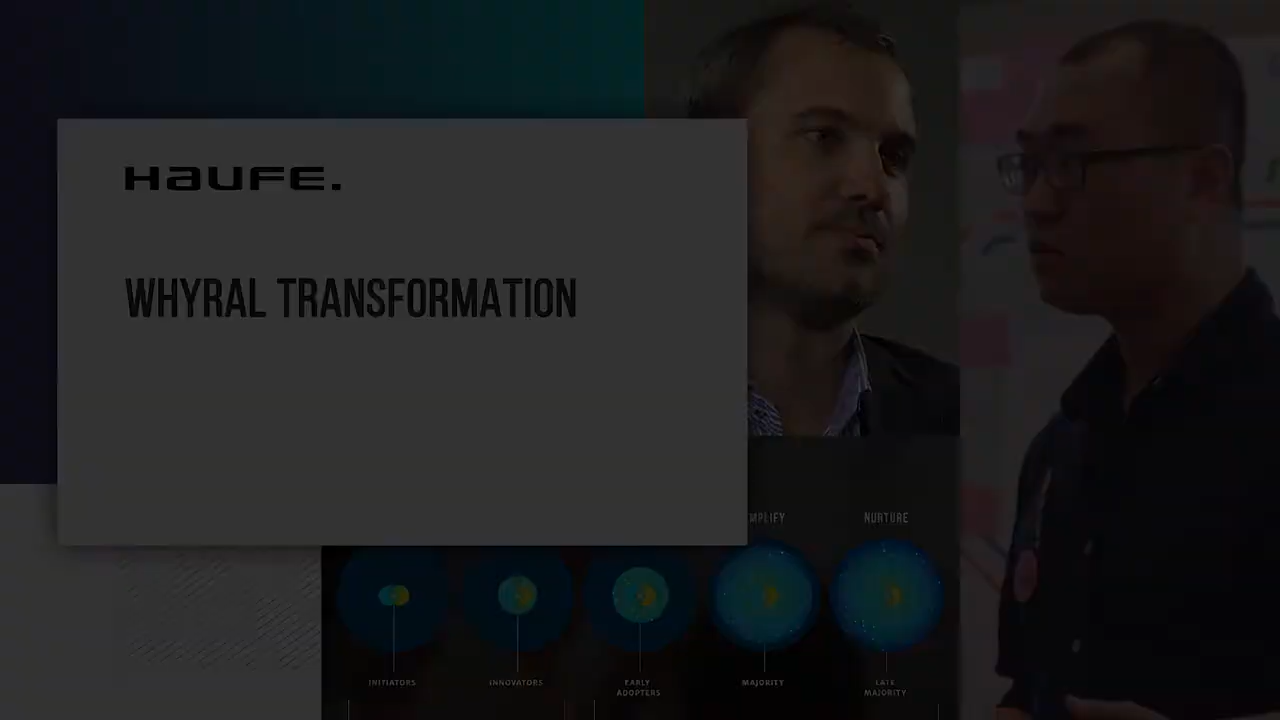 HAUFE.
WHYRAL TRANSFORMATION
MPLIFY
NURTURE
INITIATORS
INNOVATORS
EARLY
ADOPTERS
MAJORITY
LATE
MAJORITY